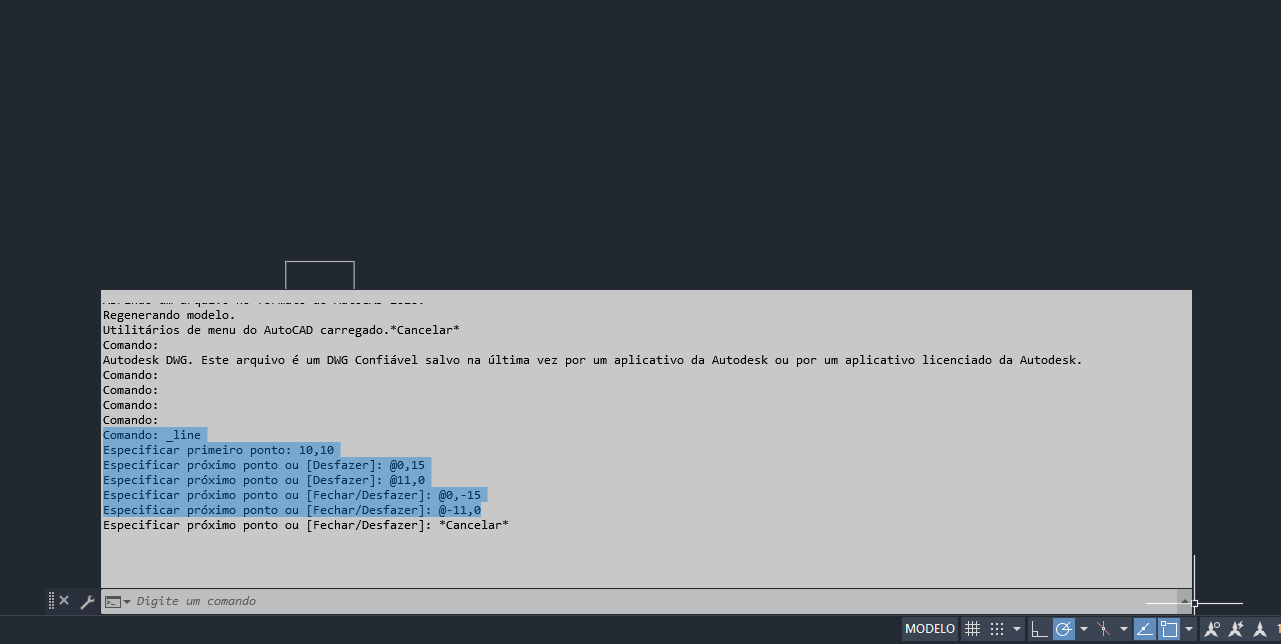 Regenerando modelo.
Utilitários de menu do AutoCAD carregado.*Cancelar*
Comando:
Autodesk DWG. Este arquivo é um DWG Confiável salvo na última vez por um aplicativo da Autodesk ou por um aplicativo licenciado da Autodesk.
Comando:
Comando:
Comando:
Comando:
Comando: _line
Especificar primeiro ponto: 10,10
Especificar próximo ponto ou [Desfazer]: @0,15
Especificar próximo ponto ou [Desfazer]: @11,0
Especificar próximo ponto ou [Fechar/Desfazer]: @0,-15
Especificar próximo ponto ou [Fechar/Desfazer]: @-11,0
Especificar próximo ponto ou [Fechar/Desfazer]: *Cancelar*
Digite um comando
MODELO